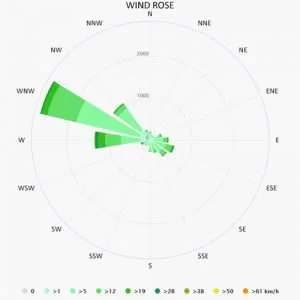 WIND ROSE
N
NNW NNE
NW NE
2000
1000
WNW ENE
W E
WSW ESE
SW SE
SSW SSE
S
0 >1 >5 >12 >19 >28 >38 >50 >61 km/h